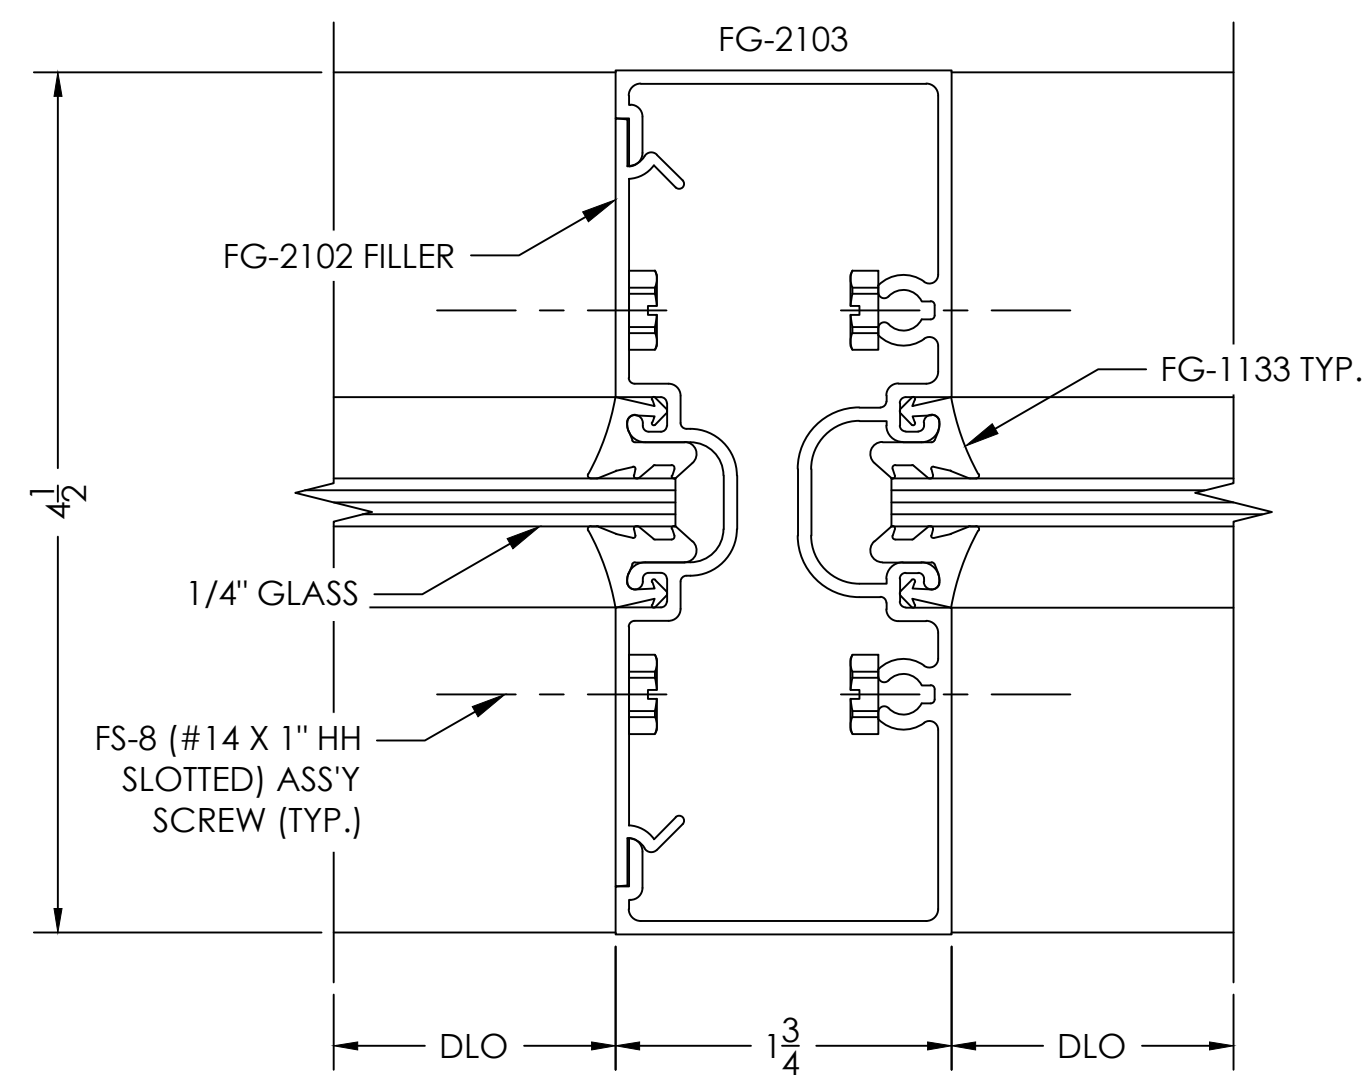 FG-2103
FG-2102 FILLER
FG-1133 TYP.
4 1/2
1/4" GLASS
FS-8 (#14 X 1" HH
SLOTTED) ASS'Y
SCREW (TYP.)
DLO
1 3/4
DLO